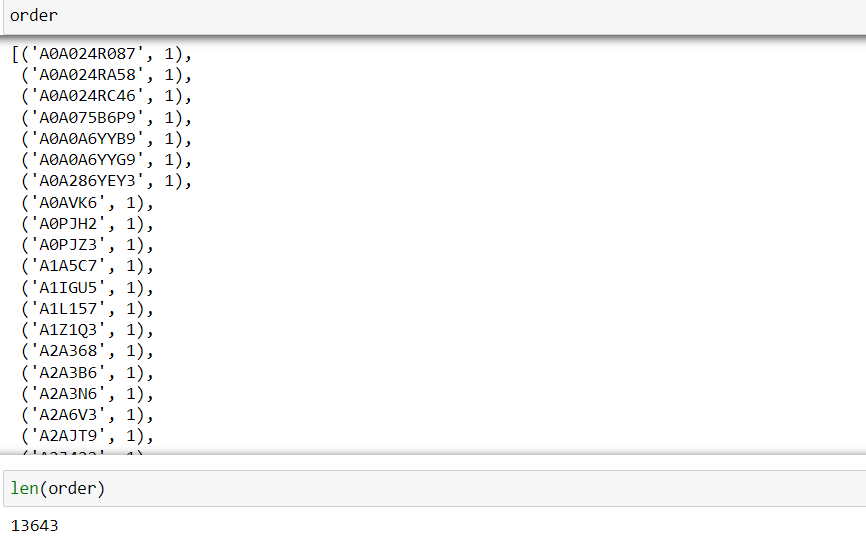 order
[('A0A024R087', 1),
('A0A024RA58', 1),
('A0A024RC46', 1),
('A0A075B6P9', 1),
('A0A0A6YYB9', 1),
('A0A0A6YYG9', 1),
('A0A286YEY3', 1),
('A0AVK6', 1),
('A0PJH2', 1),
('A0PJZ3', 1),
('A1A5C7', 1),
('A1IGU5', 1),
('A1L157', 1),
('A1Z1Q3', 1),
('A2A368', 1),
('A2A3B6', 1),
('A2A3N6', 1),
('A2A6V3', 1),
('A2AJT9', 1),
len(order)
13643